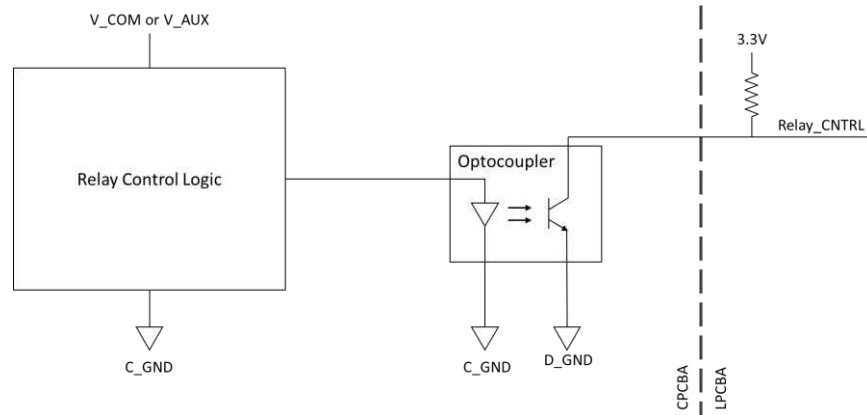 V_COM or V_AUX
3.3V
Relay_CNTRL
Optocoupler
Relay Control Logic
C_GND
C_GND
D_GND
CPCBA
LPCBA